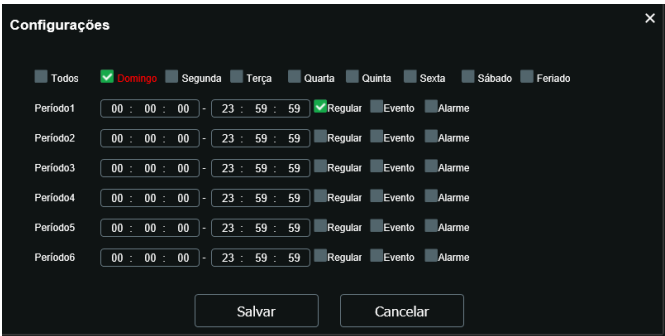 Configurações
Todos Domingo Segunda Terça Quarta Quinta Sexta Sábado Feriado
Período1 00 : 00 : 00 - 23 : 59 : 59 Regular Evento Alarme
Período2 00 : 00 : 00 - 23 : 59 : 59 Regular Evento Alarme
Período3 00 : 00 : 00 - 23 : 59 : 59 Regular Evento Alarme
Período4 00 : 00 : 00 - 23 : 59 : 59 Regular Evento Alarme
Período5 00 : 00 : 00 - 23 : 59 : 59 Regular Evento Alarme
Período6 00 : 00 : 00 - 23 : 59 : 59 Regular Evento Alarme
Salvar Cancelar